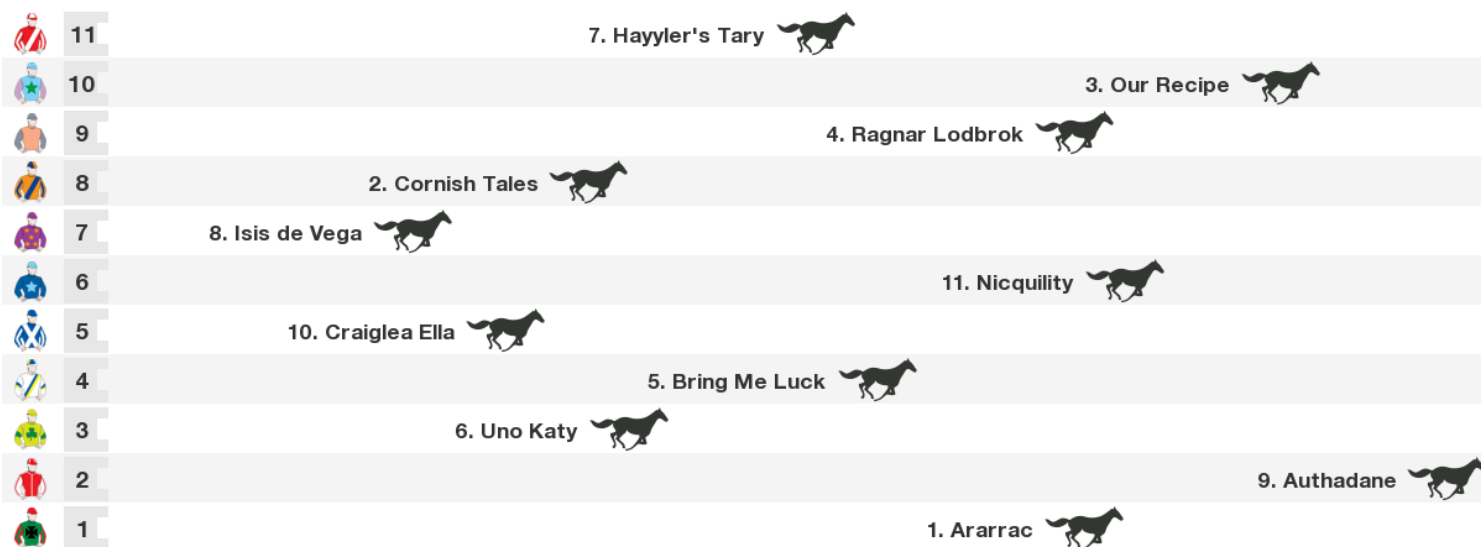 11 7. Hayyler's Tary
10 3. Our Recipe
9 4. Ragnar Lodbrok
8 2. Cornish Tales
7 8. Isis de Vega
6 11. Nicquility
5 10. Craiglea Ella
4 5. Bring Me Luck
3 6. Uno Katy
2 9. Authadane
1 1. Ararrac